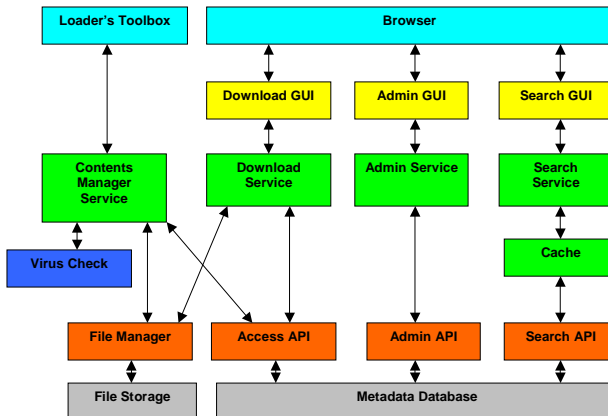 Loader's Toolbox
Browser
Download GUI
Admin GUI
Search GUI
Contents
Manager
Service
Download
Service
Admin Service
Search
Service
Virus Check
Cache
File Manager
Access API
Admin API
Search API
File Storage
Metadata Database